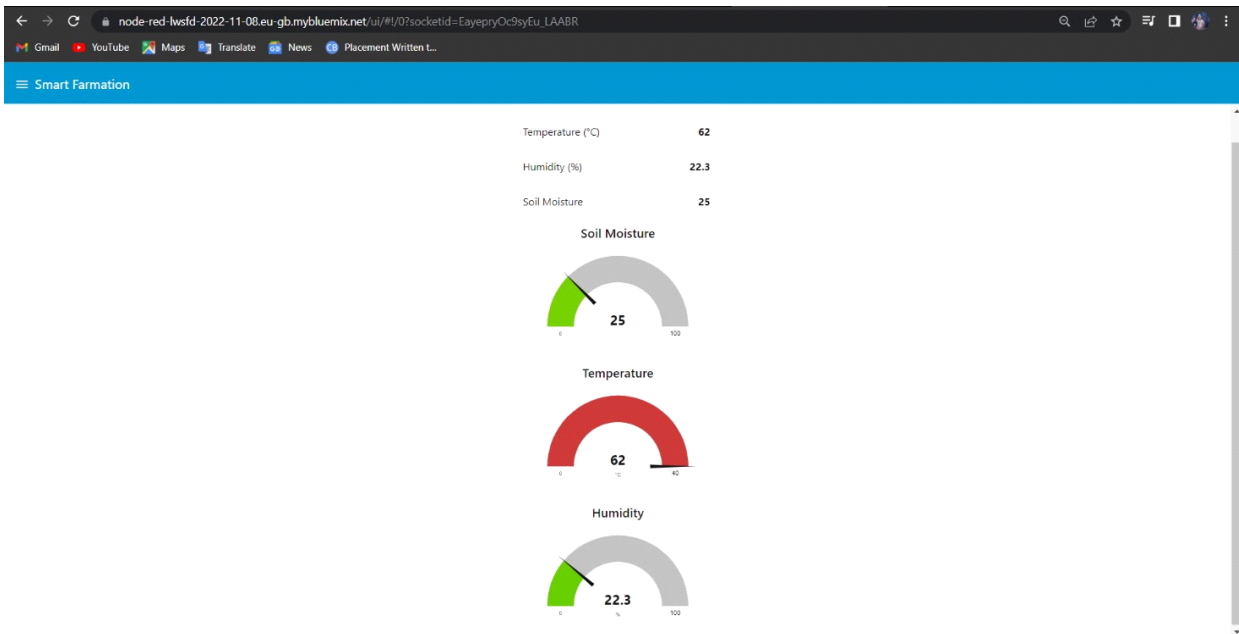 node-red-lwsfd-2022-11-08.eu-gb.mybluemix.net/ui/#!/0?socketid=EayepryOc9syEu_LAABR
Gmail YouTube Maps Translate GB News CB Placement Written t...
Smart Farmation
Temperature (°C) 62
Humidity (%) 22.3
Soil Moisture 25
Soil Moisture
25
0 100
Temperature
62
0 °C 40
Humidity
22.3
0 % 100